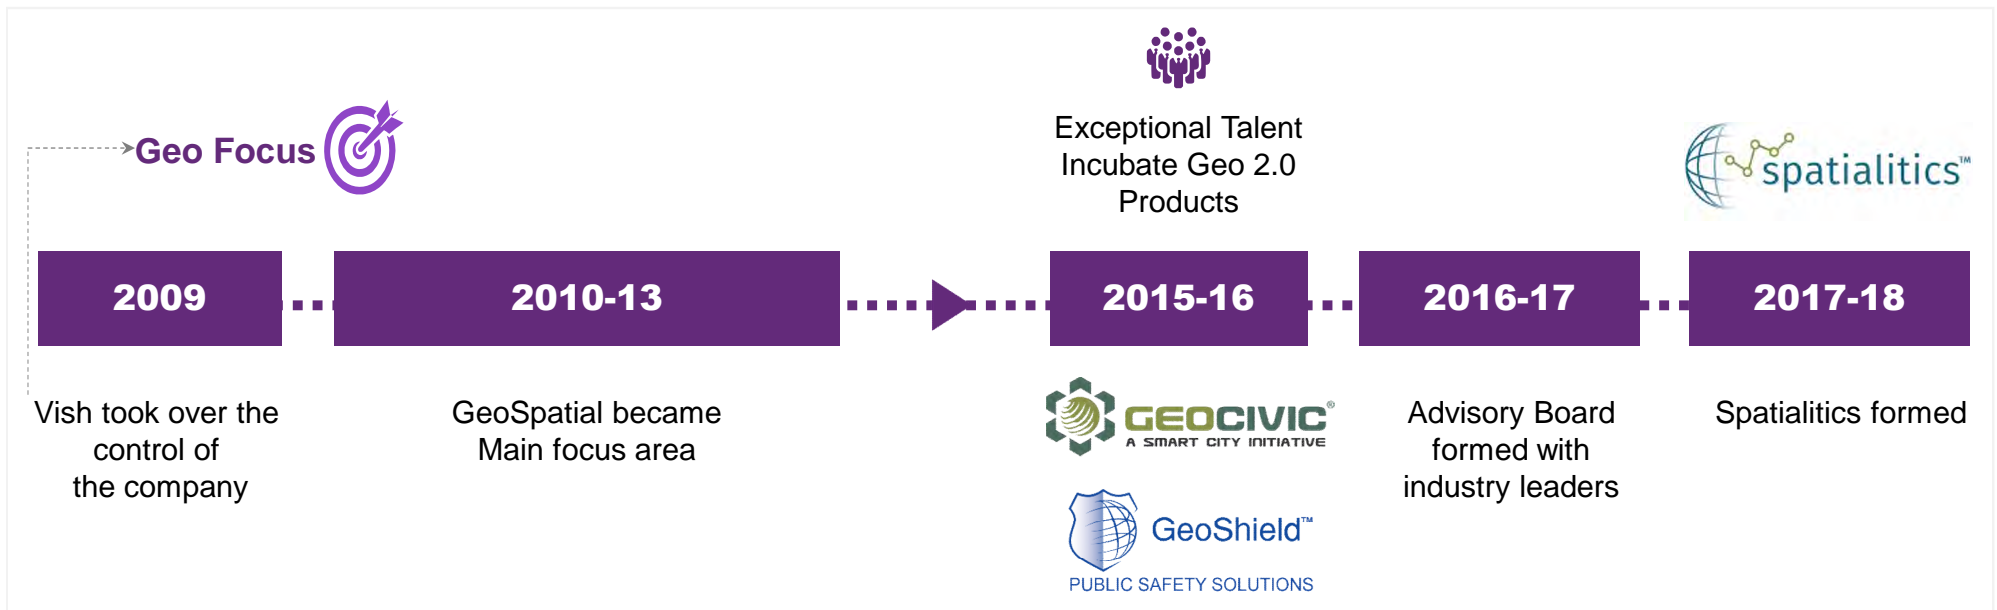 Geo Focus
Exceptional Talent
Incubate Geo 2.0
Products
spatialitics™
2009
2010-13
2015-16
2016-17
2017-18
Vish took over the
control of
the company
GeoSpatial became
Main focus area
GEOCIVIC®
A SMART CITY INITIATIVE
GeoShield™
PUBLIC SAFETY SOLUTIONS
Advisory Board
formed with
industry leaders
Spatialitics formed